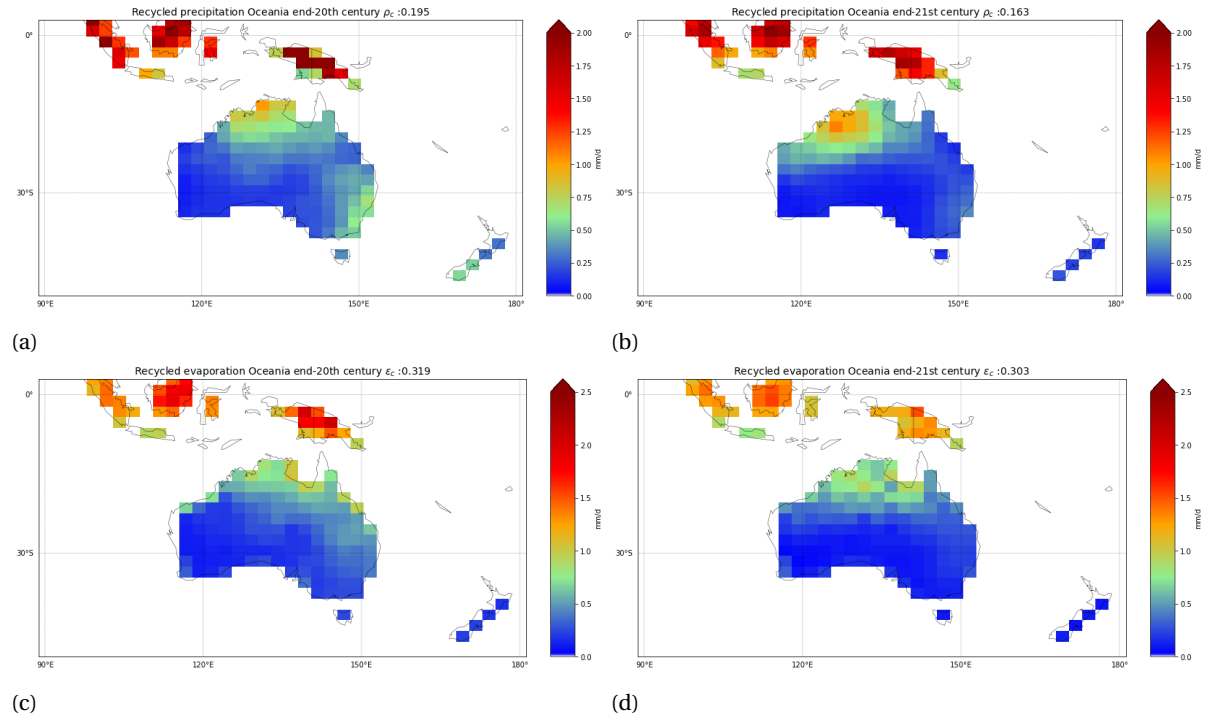 Recycled precipitation Oceania end-20th century ρc :0.195
0°
30°S
90°E 120°E 150°E 180°
2.00
1.75
1.50
1.25
1.00
0.75
0.50
0.25
0.00
mm/d
(a)
Recycled precipitation Oceania end-21st century ρc :0.163
0°
30°S
90°E 120°E 150°E 180°
2.00
1.75
1.50
1.25
1.00
0.75
0.50
0.25
0.00
mm/d
(b)
Recycled evaporation Oceania end-20th century εc :0.319
0°
30°S
90°E 120°E 150°E 180°
2.5
2.0
1.5
1.0
0.5
0.0
mm/d
(c)
Recycled evaporation Oceania end-21st century εc :0.303
0°
30°S
90°E 120°E 150°E 180°
2.5
2.0
1.5
1.0
0.5
0.0
mm/d
(d)